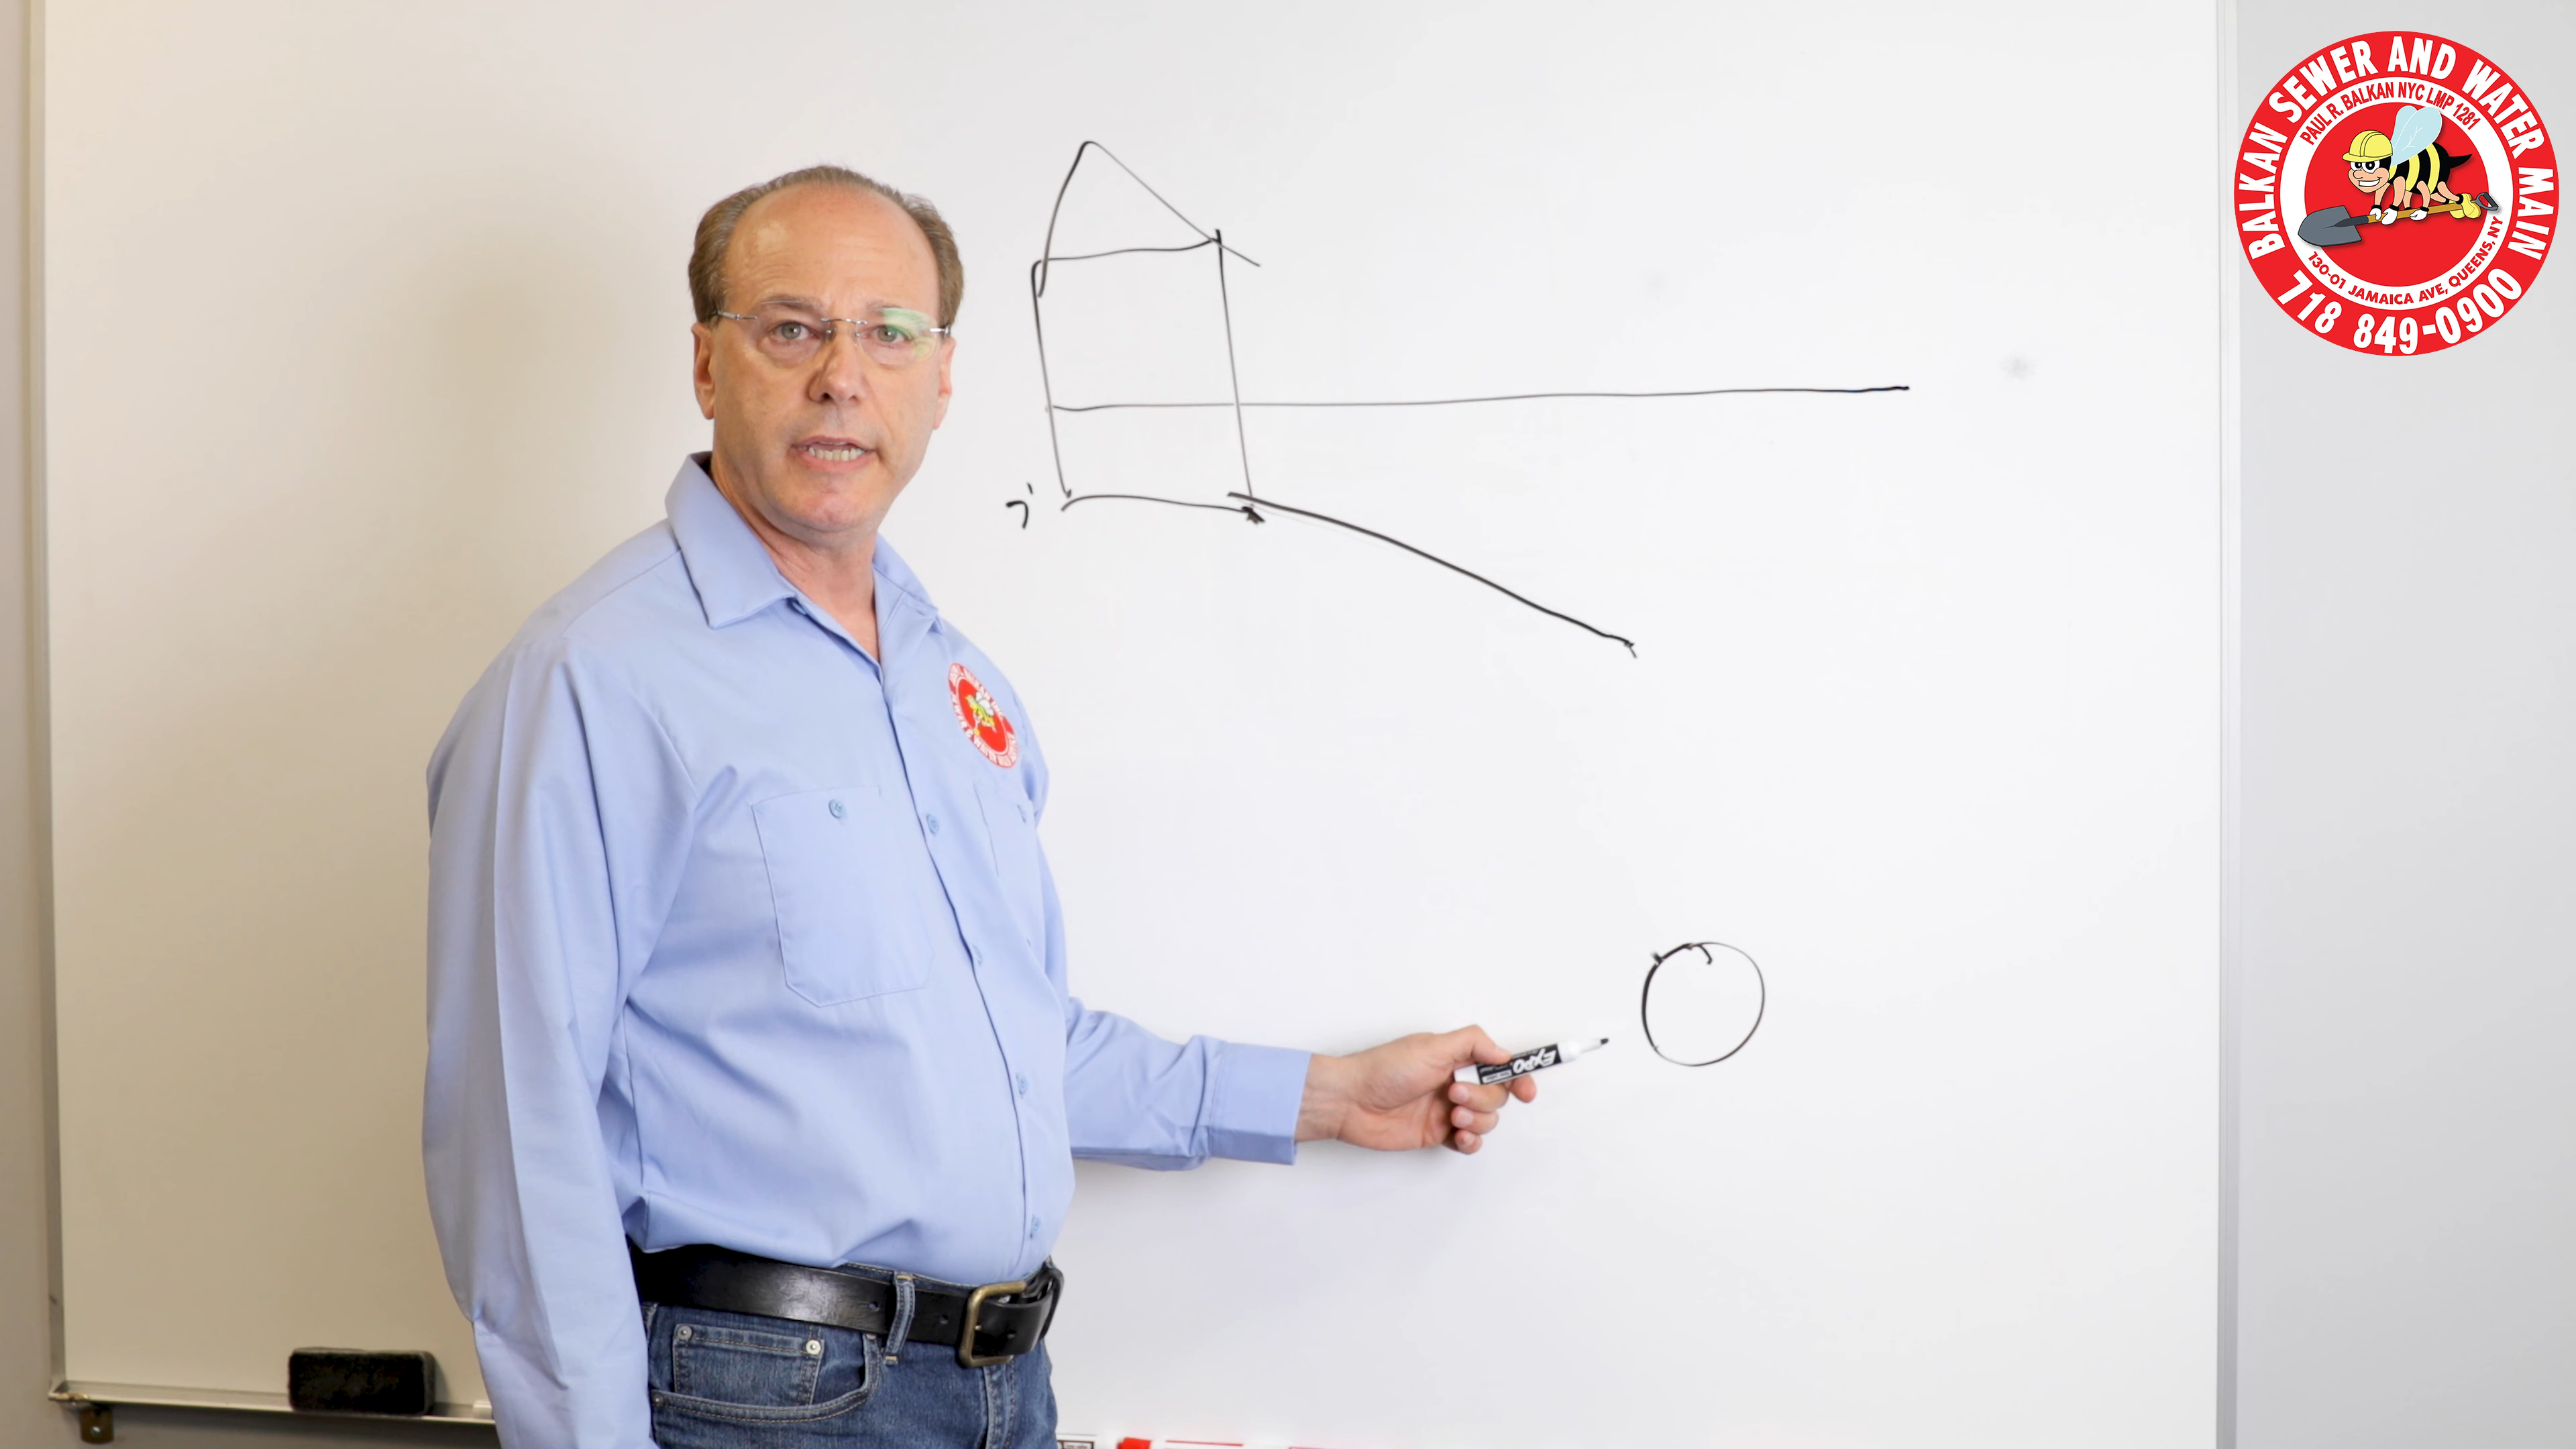 BALKAN SEWER AND WATER MAIN
PAUL R. BALKAN NYC LMP 1281
130-01 JAMAICA AVE, QUEENS, NY
718 849-0900
7'
EXPO